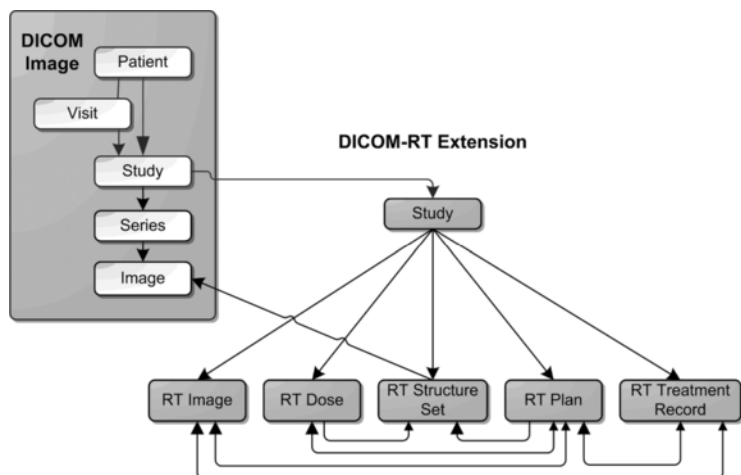 DICOM
Image
Patient
Visit
Study
Series
Image
DICOM-RT Extension
Study
RT Image
RT Dose
RT Structure
Set
RT Plan
RT Treatment
Record